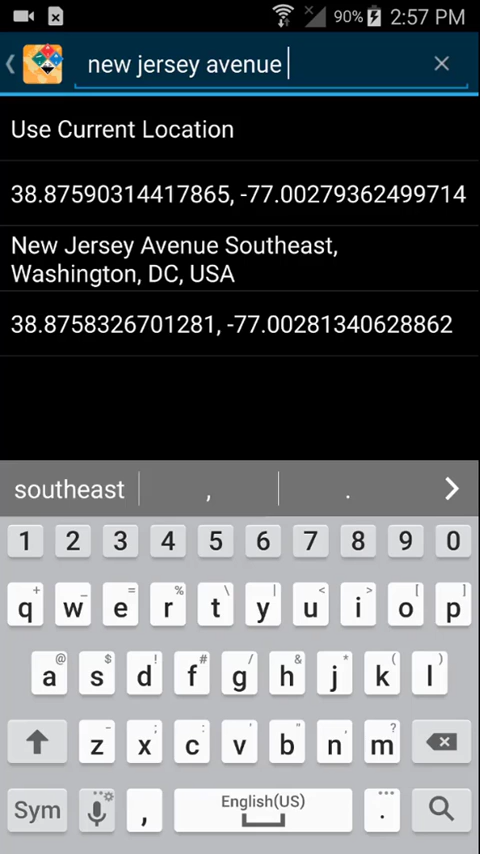 90% 2:57 PM
new jersey avenue
Use Current Location
38.87590314417865, -77.00279362499714
New Jersey Avenue Southeast,
Washington, DC, USA
38.8758326701281, -77.00281340628862
southeast , .
1 2 3 4 5 6 7 8 9 0
+ _ = % \ | < > [ ]
q w e r t y u i o p
@ $ & # / & * ( )
a s d f g h j k l
- ; : ' " , ?
z x c v b n m
English(US)
Sym , .